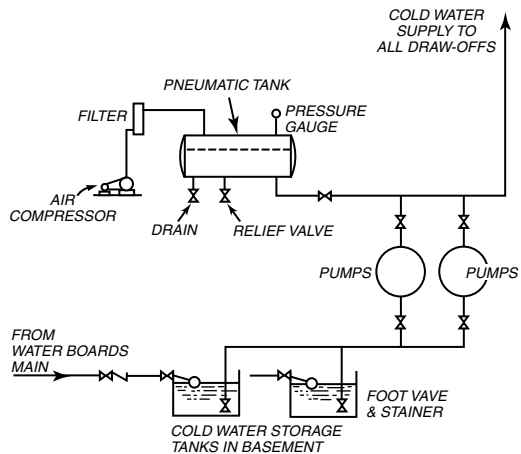 COLD WATER
SUPPLY TO
ALL DRAW-OFFS
PNEUMATIC TANK
FILTER
PRESSURE
GAUGE
AIR
COMPRESSOR
DRAIN
RELIEF VALVE
PUMPS
PUMPS
FROM
WATER BOARDS
MAIN
FOOT VAVE
& STAINER
COLD WATER STORAGE
TANKS IN BASEMENT